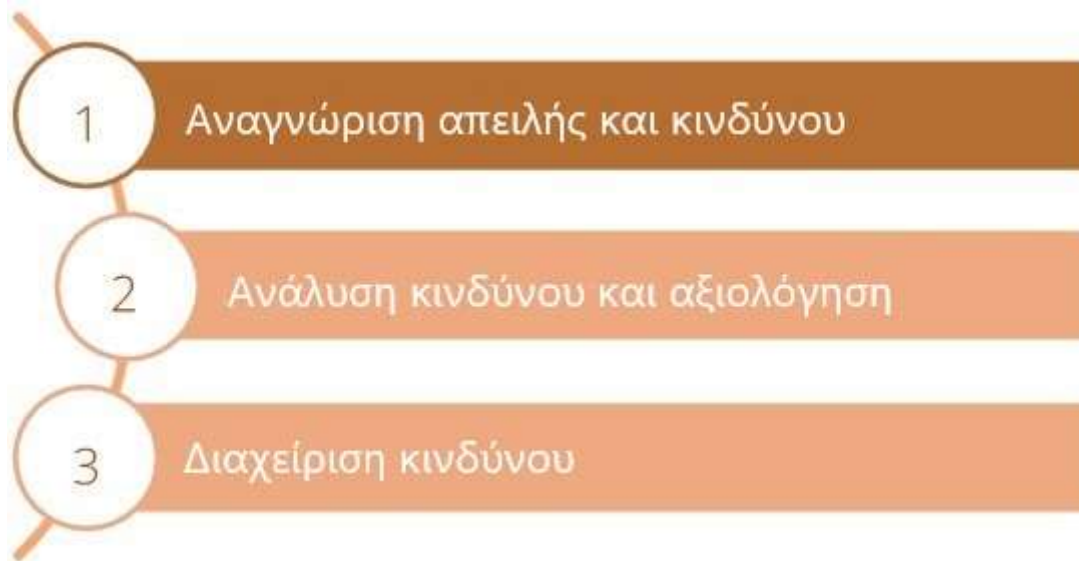 1
Αναγνώριση απειλής και κινδύνου
2
Ανάλυση κινδύνου και αξιολόγηση
3
Διαχείριση κινδύνου